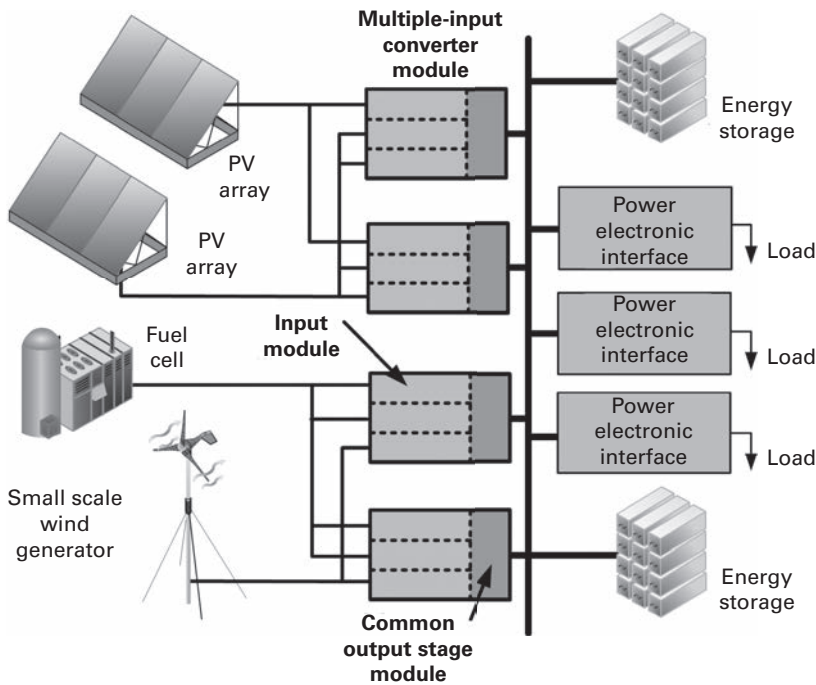 Multiple-input
converter
module
Energy
storage
PV
array
PV
array
Power
electronic
interface
Load
Input
module
Fuel
cell
Power
electronic
interface
Load
Power
electronic
interface
Load
Small scale
wind
generator
Energy
storage
Common
output stage
module